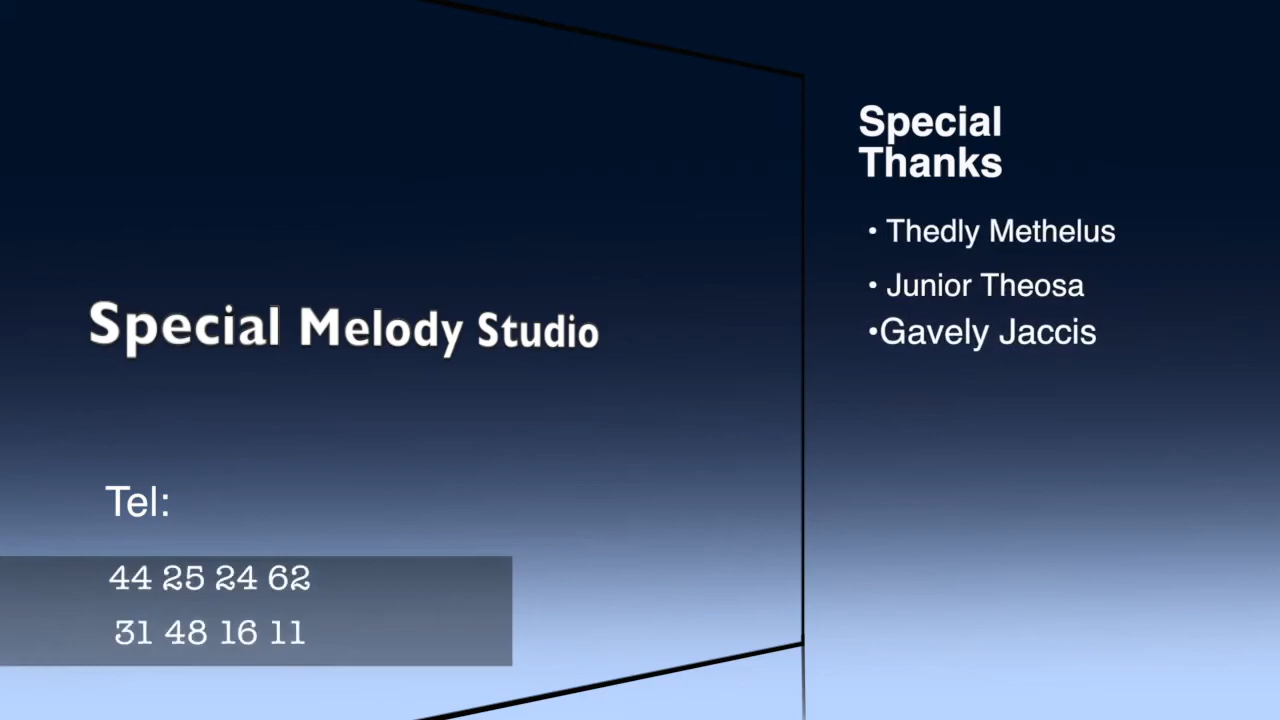 Special Melody Studio
Tel:
44 25 24 62
31 48 16 11
Special
Thanks
• Thedly Methelus
• Junior Theosa
•Gavely Jaccis